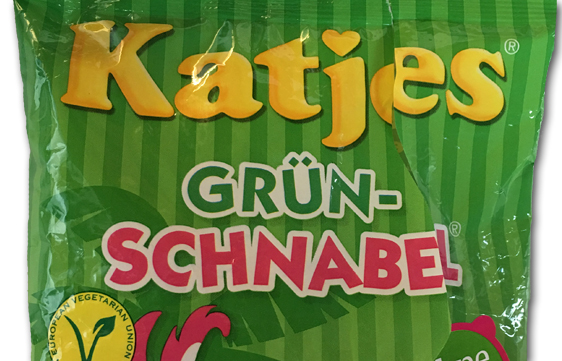 Katjes®
GRÜN-
SCHNABEL®
EUROPEAN VEGETARIAN UNION